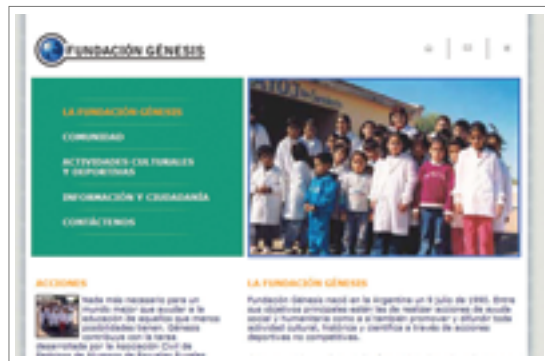 FUNDACIÓN GÉNESIS
LA FUNDACIÓN GÉNESIS
COMUNIDAD
ACTIVIDADES CULTURALES
Y DEPORTIVAS
INFORMACIÓN Y CIUDADANÍA
CONTÁCTENOS
ACCIONES
Nada más necesario para un
mundo mejor que ayudar a la
educación de aquellos que menos
posibilidades tienen. Génesis
contribuye con la tarea
desarrollada por la Asociación Civil de
LA FUNDACIÓN GÉNESIS
Fundación Génesis nació en la Argentina un 9 julio de 1990. Entre
sus objetivos principales están los de realizar acciones de ayuda
social y humanitaria como a si también promover y difundir toda
actividad cultural, histórica y científica a través de acciones
deportivas no competitivas.